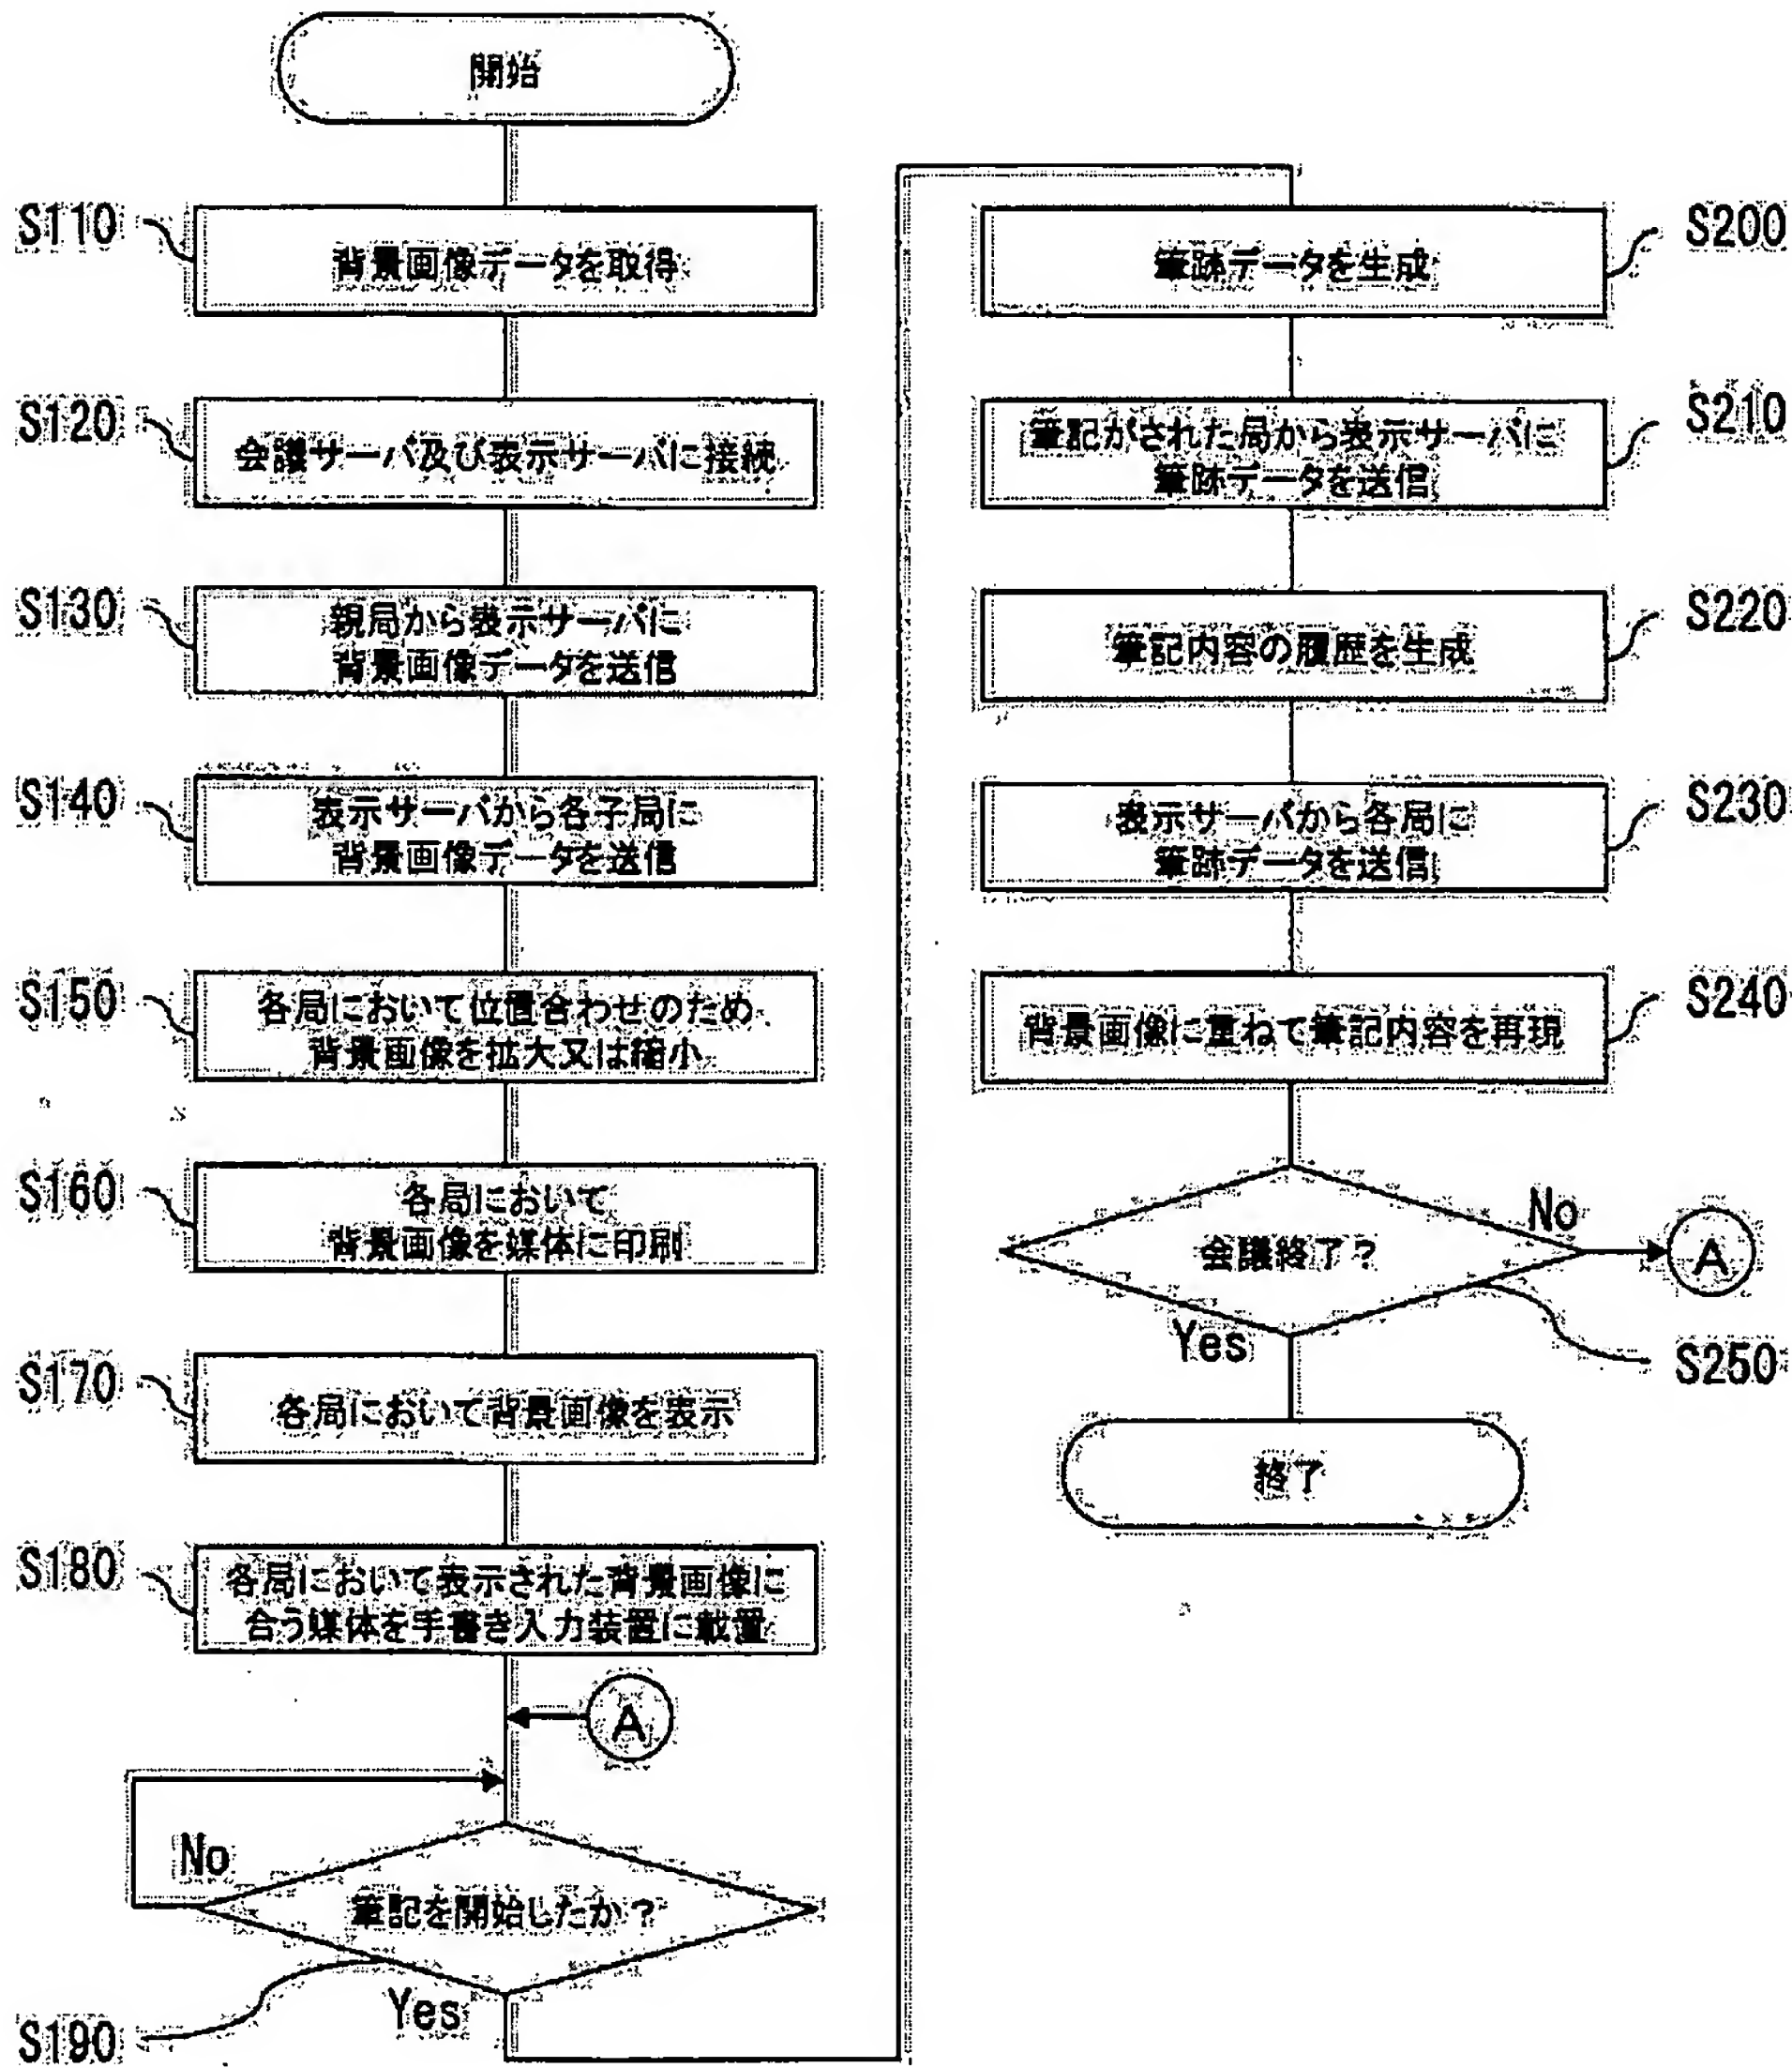 開始
S110
背景画像データを取得
S120
会議サーバ及び表示サーバに接続
S130
親局から表示サーバに
背景画像データを送信
S140
表示サーバから各子局に
背景画像データを送信
S150
各局において位置合わせのため
背景画像を拡大又は縮小
S160
各局において
背景画像を媒体に印刷
S170
各局において背景画像を表示
S180
各局において表示された背景画像に
合う媒体を手書き入力装置に載置
A
No
筆記を開始したか？
Yes
S190
S200
筆跡データを生成
S210
筆記がされた局から表示サーバに
筆跡データを送信
S220
筆記内容の履歴を生成
S230
表示サーバから各局に
筆跡データを送信
S240
背景画像に重ねて筆記内容を再現
会議終了？
No
A
Yes
S250
終了